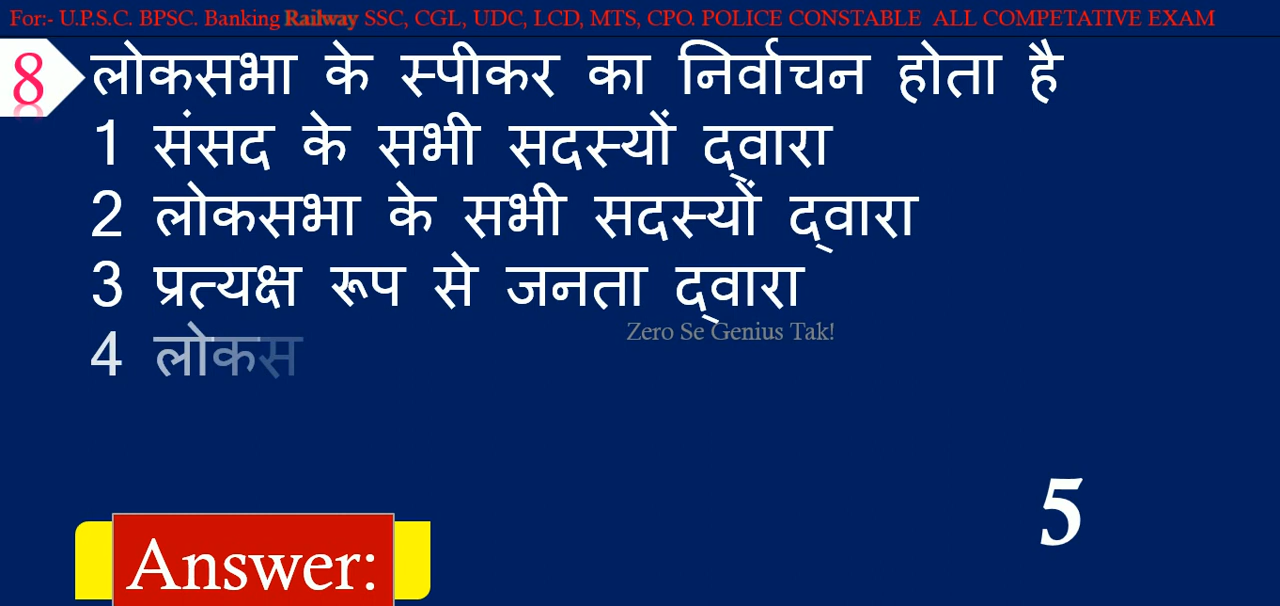 For:- U.P.S.C. BPSC. Banking Railway SSC, CGL, UDC, LCD, MTS, CPO. POLICE CONSTABLE ALL COMPETATIVE EXAM
8 लोकसभा के स्पीकर का निर्वाचन होता है
1 संसद के सभी सदस्यों द्वारा
2 लोकसभा के सभी सदस्यों द्वारा
3 प्रत्यक्ष रूप से जनता द्वारा
Zero Se Genius Tak!
4 लोकस
5
Answer: